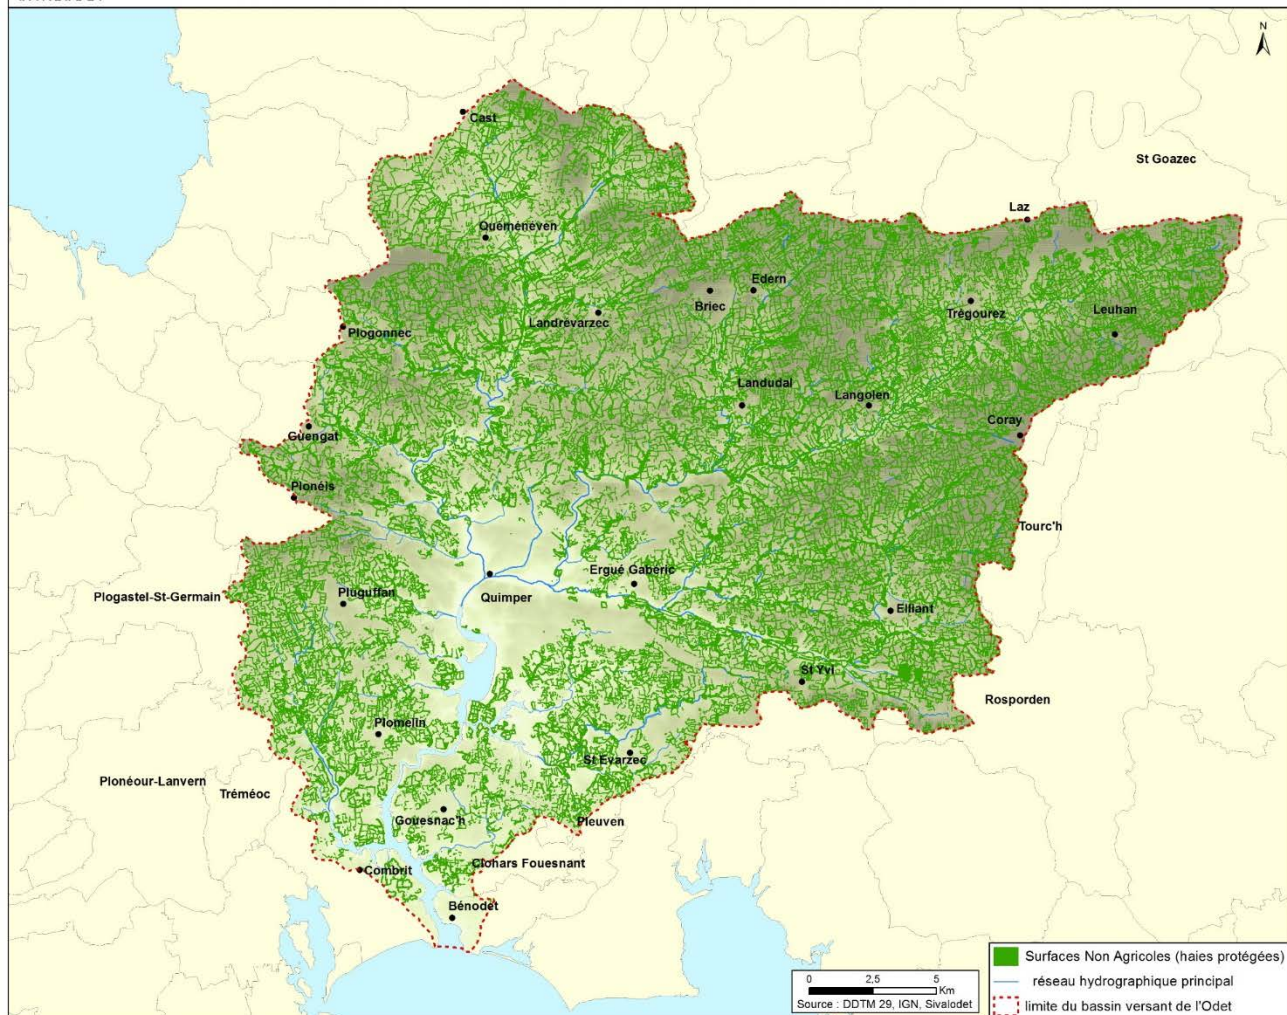 N
Cast
St Goazec
Laz
Quéménéven
Edern
Briec
Trégourez
Leuhan
Landrévarzec
Plogonnec
Landudal
Langolen
Coray
Guengat
Plonéis
Tourc'h
Ergué Gabéric
Plogastel-St-Germain
Pluguffan
Quimper
Elliant
St Yvi
Rosporden
Plomelin
St Evarzec
Plonéour-Lanvern
Tréméoc
Gouesnac'h
Pleuven
Clohars Fouesnant
Combrit
Bénodet
0 2,5 5
Km
Source : DDTM 29, IGN, Sivalodet
Surfaces Non Agricoles (haies protégées)
réseau hydrographique principal
limite du bassin versant de l'Odet